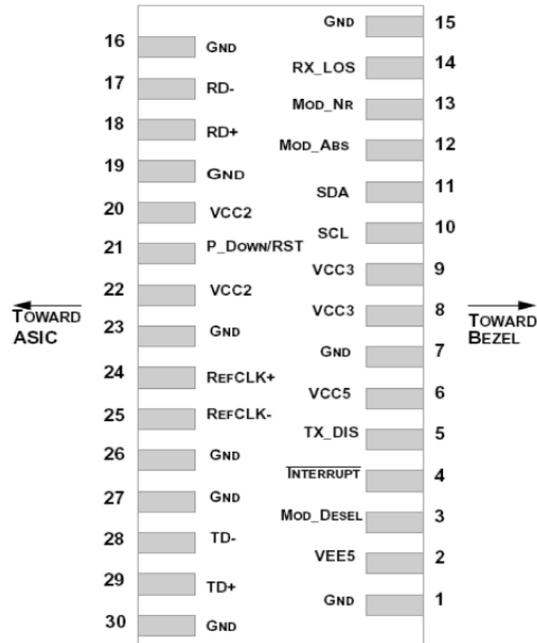 GND 15
16 GND
RX_LOS 14
17 RD-
MOD_NR 13
18 RD+
MOD_ABS 12
19 GND
SDA 11
20 VCC2
SCL 10
21 P_DOWN/RST
VCC3 9
22 VCC2
VCC3 8
TOWARD ASIC
TOWARD BEZEL
23 GND
GND 7
24 REFCLK+
VCC5 6
25 REFCLK-
TX_DIS 5
26 GND
INTERRUPT 4
27 GND
MOD_DESEL 3
28 TD-
VEE5 2
29 TD+
GND 1
30 GND